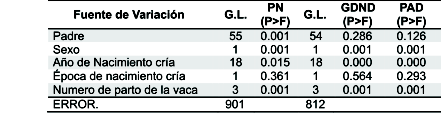 Fuente de Variación G.L. PN (P>F) G.L. GDND (P>F) PAD (P>F)
Padre 55 0.001 54 0.286 0.126
Sexo 1 0.001 1 0.001 0.001
Año de Nacimiento cría 18 0.015 18 0.000 0.000
Época de nacimiento cría 1 0.361 1 0.564 0.293
Numero de parto de la vaca 3 0.001 3 0.001 0.001
ERROR. 901 812